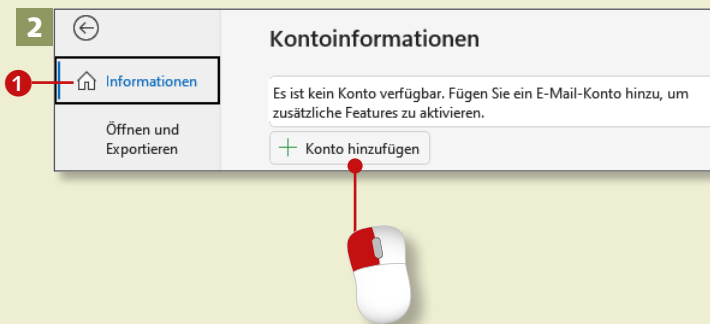 2
Kontoinformationen
1
Informationen
Es ist kein Konto verfügbar. Fügen Sie ein E-Mail-Konto hinzu, um
zusätzliche Features zu aktivieren.
Öffnen und
Exportieren
Konto hinzufügen